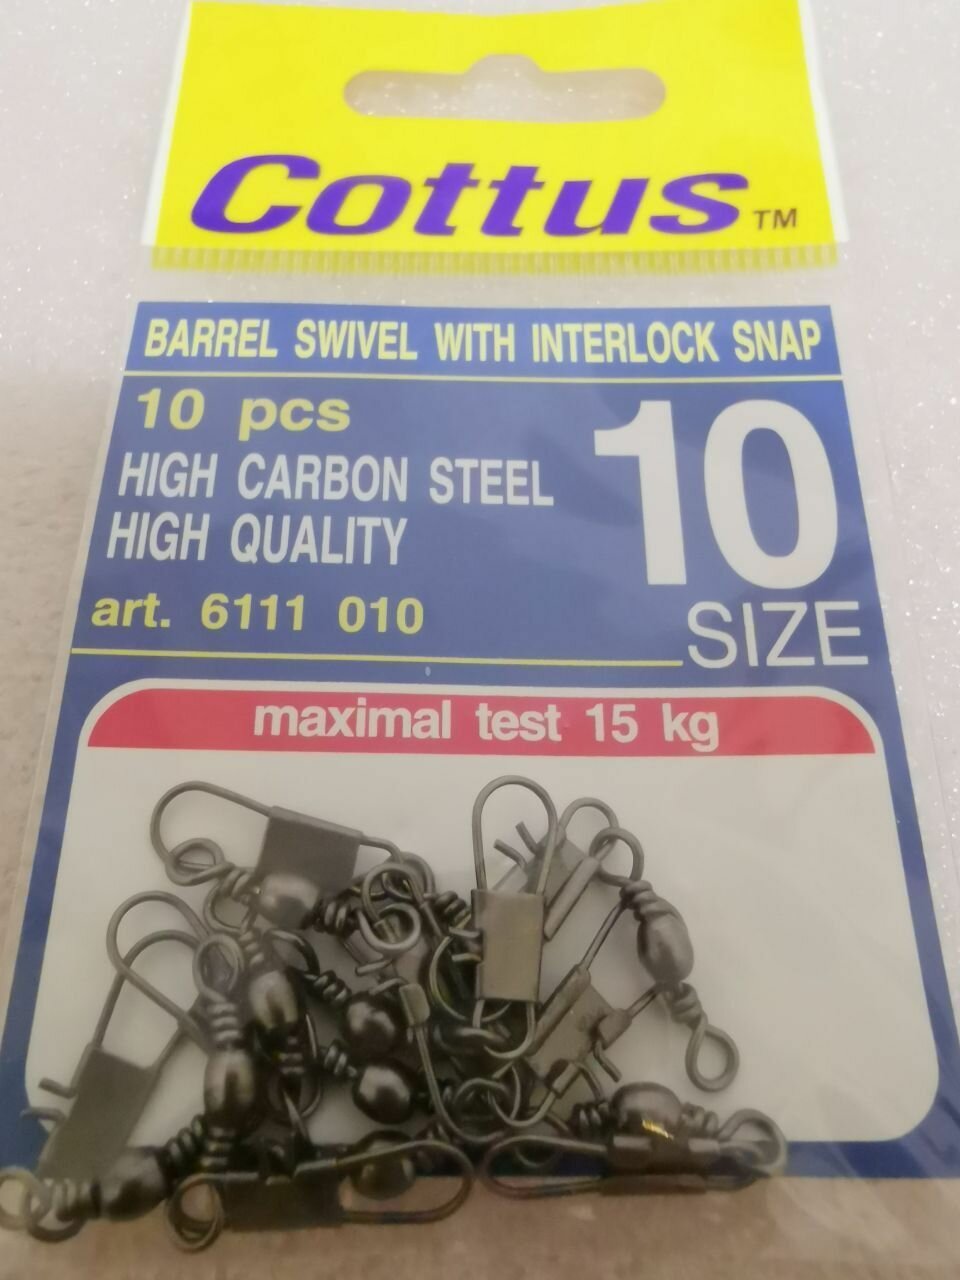 Cottus™
BARREL SWIVEL WITH INTERLOCK SNAP
10 pcs
HIGH CARBON STEEL
HIGH QUALITY
art. 6111 010
10
SIZE
maximal test 15 kg